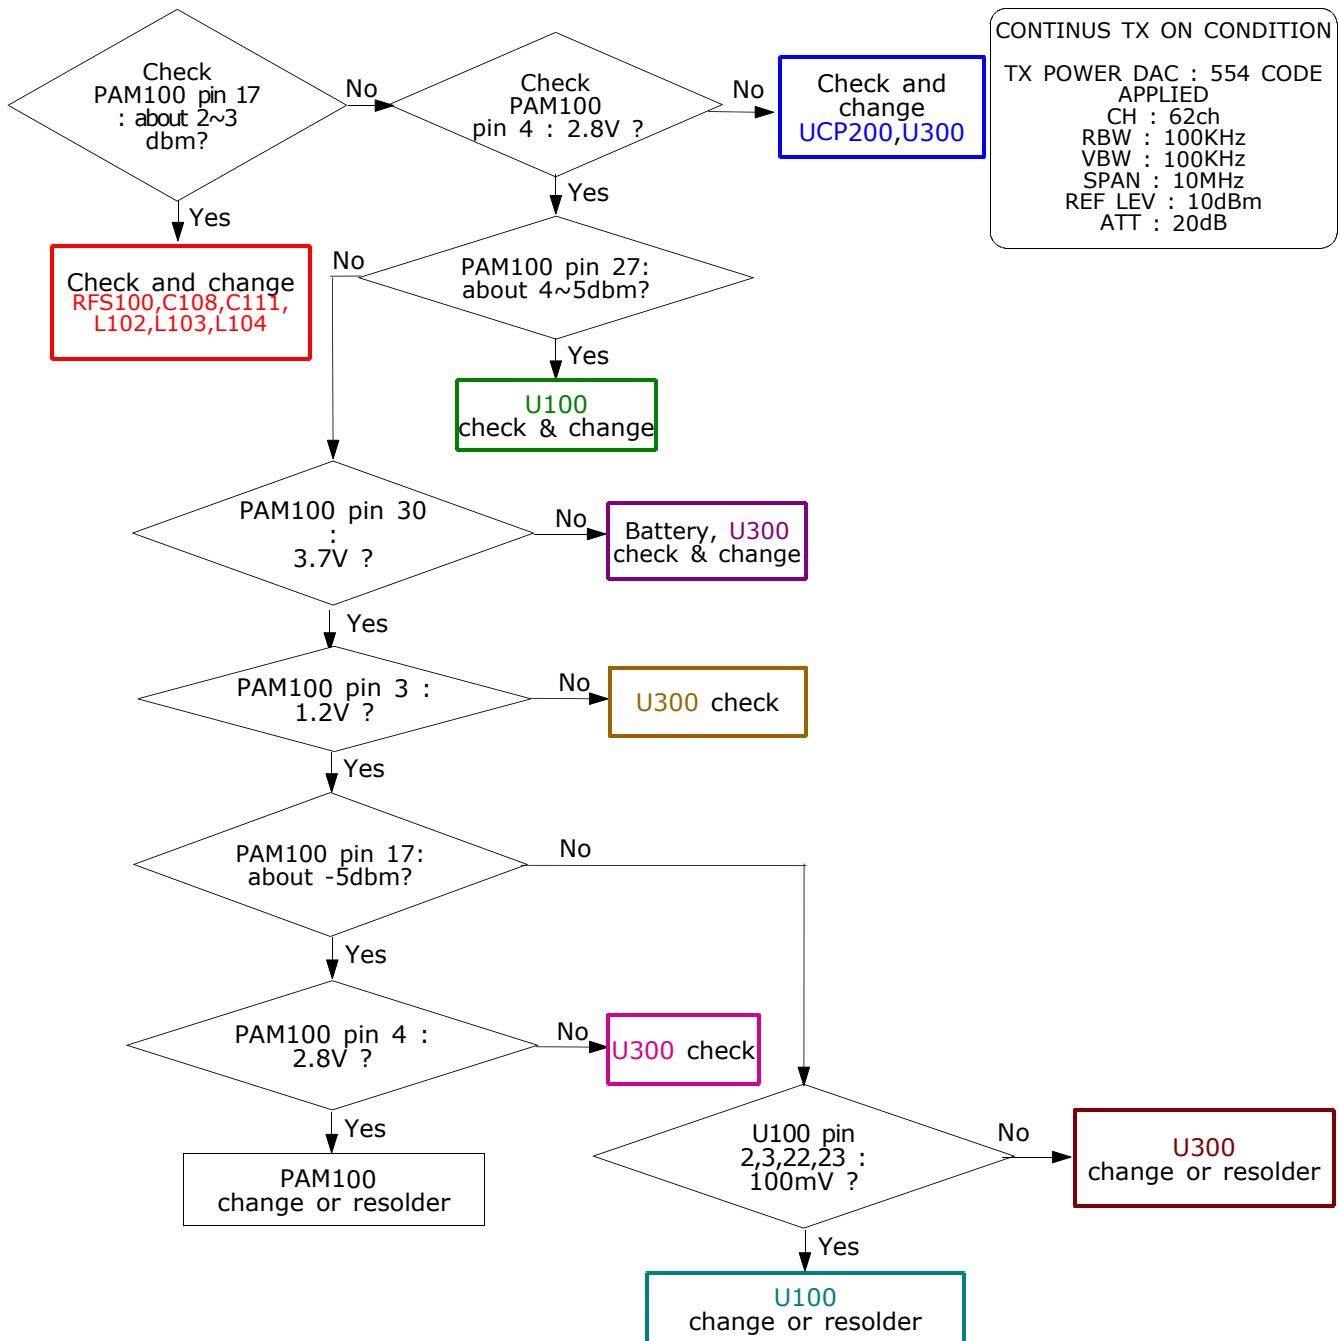 Check
PAM100 pin 17
: about 2~3
dbm?
No
Check
PAM100
pin 4 : 2.8V ?
No
Check and
change
UCP200,U300
CONTINUS TX ON CONDITION
TX POWER DAC : 554 CODE
APPLIED
CH : 62ch
RBW : 100KHz
VBW : 100KHz
SPAN : 10MHz
REF LEV : 10dBm
ATT : 20dB
Yes
Yes
Check and change
RFS100,C108,C111,
L102,L103,L104
No
PAM100 pin 27:
about 4~5dbm?
Yes
U100
check & change
PAM100 pin 30
:
3.7V ?
No
Battery, U300
check & change
Yes
PAM100 pin 3 :
1.2V ?
No
U300 check
Yes
PAM100 pin 17:
about -5dbm?
No
Yes
PAM100 pin 4 :
2.8V ?
No
U300 check
Yes
PAM100
change or resolder
U100 pin
2,3,22,23 :
100mV ?
No
U300
change or resolder
Yes
U100
change or resolder